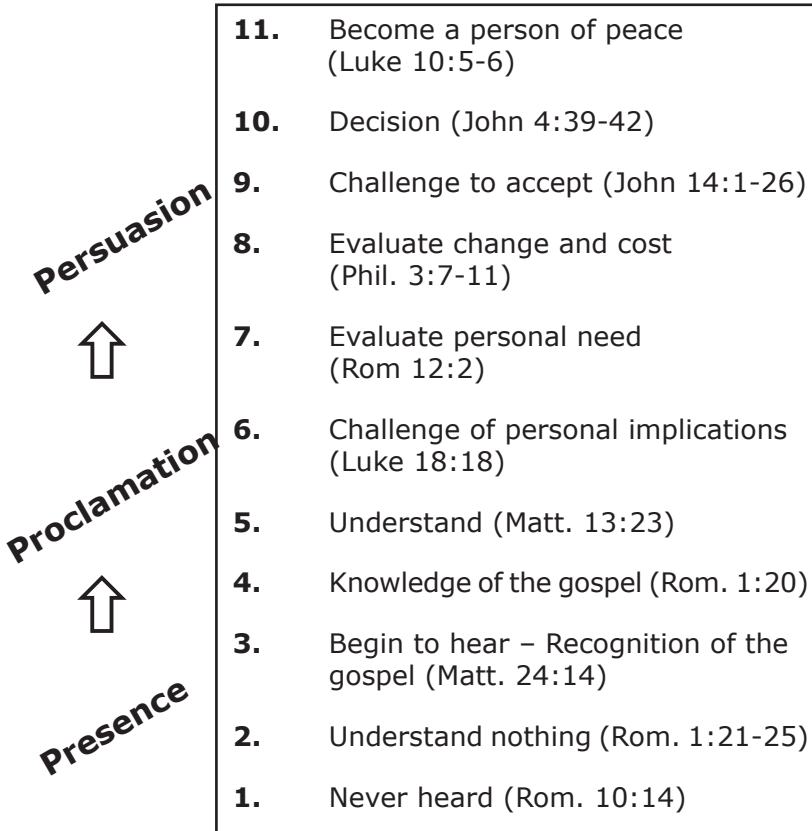 11. Become a person of peace
(Luke 10:5-6)
10. Decision (John 4:39-42)
Persuasion
9. Challenge to accept (John 14:1-26)
8. Evaluate change and cost
(Phil. 3:7-11)
7. Evaluate personal need
(Rom 12:2)
Proclamation
6. Challenge of personal implications
(Luke 18:18)
5. Understand (Matt. 13:23)
4. Knowledge of the gospel (Rom. 1:20)
3. Begin to hear – Recognition of the
gospel (Matt. 24:14)
Presence
2. Understand nothing (Rom. 1:21-25)
1. Never heard (Rom. 10:14)